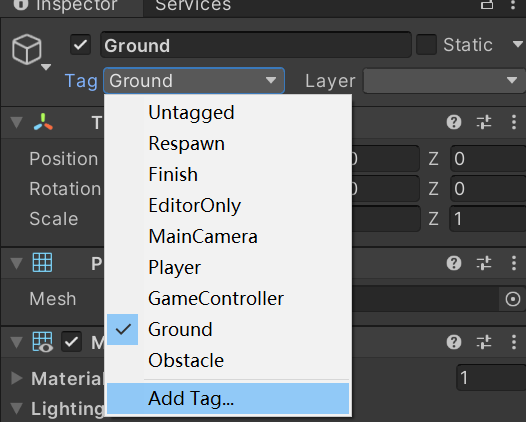 Inspector Services
Ground Static
Tag Ground Layer
Untagged
T
Respawn
Position 0 Z 0
Finish
Rotation 0 Z 0
EditorOnly
Scale Z 1
MainCamera
P
Player
Mesh
GameController
M
Ground
Obstacle
Material 1
Add Tag...
Lighting